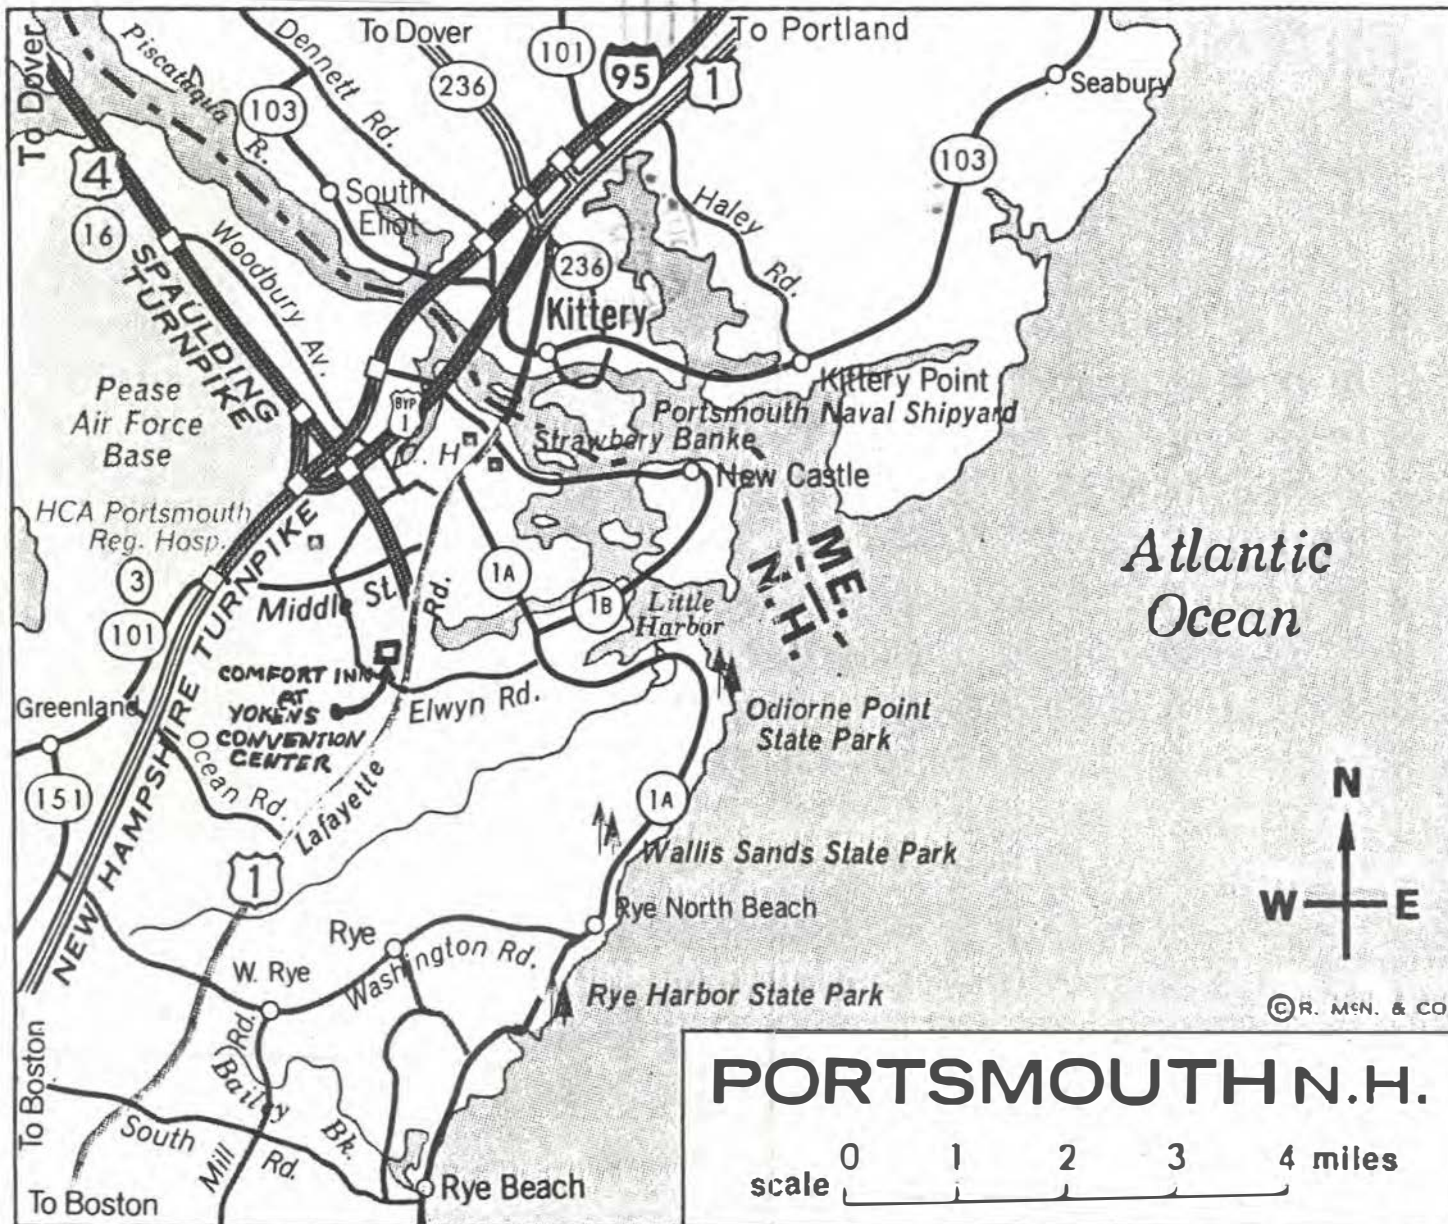 To Dover
Piscataqua
R.
103
Dennett Rd.
To Dover
236
101
95
1
To Portland
Seabury
103
4
16
South
Eliot
Woodbury
Av.
SPAULDING
TURNPIKE
236
Kittery
Haley
Rd.
Kittery Point
Portsmouth Naval Shipyard
Strawbery Banke
New Castle
Pease
Air Force
Base
BYP
1
C. H
HCA Portsmouth
Reg. Hosp.
3
101
Middle St.
Rd.
1A
1B
Little
Harbor
ME.
N.H.
Atlantic
Ocean
COMFORT INN
AT
YOKENS
CONVENTION
CENTER
Elwyn Rd.
Odiorne Point
State Park
Greenland
NEW HAMPSHIRE TURNPIKE
151
Ocean Rd.
Lafayette
1
1A
Wallis Sands State Park
Rye North Beach
Rye
W. Rye
Washington Rd.
Rye Harbor State Park
N
W E
©R. McN. & CO
To Boston
Rd.
Bailey
Bk.
South
Rd.
Mill
To Boston
Rye Beach
PORTSMOUTH N.H.
scale 0 1 2 3 4 miles